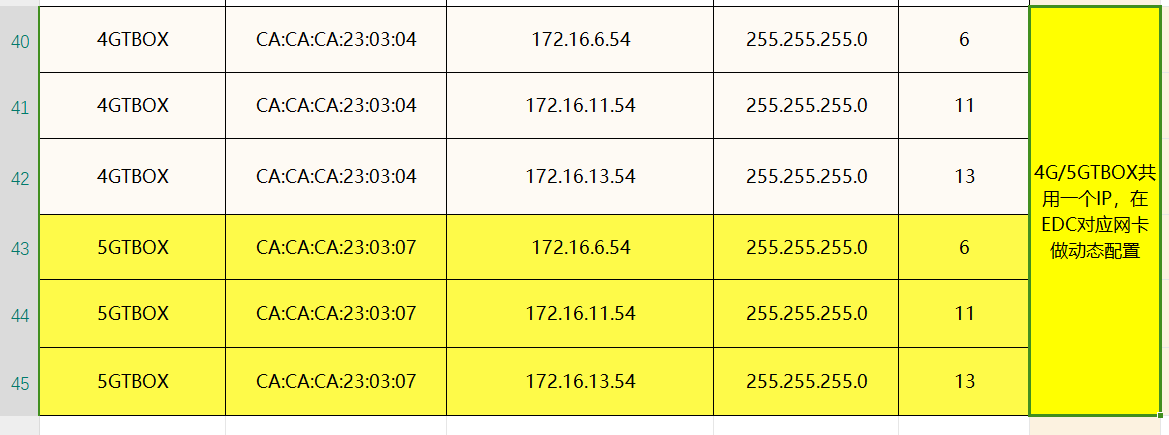 40 4GTBOX CA:CA:CA:23:03:04 172.16.6.54 255.255.255.0 6
41 4GTBOX CA:CA:CA:23:03:04 172.16.11.54 255.255.255.0 11
42 4GTBOX CA:CA:CA:23:03:04 172.16.13.54 255.255.255.0 13
43 5GTBOX CA:CA:CA:23:03:07 172.16.6.54 255.255.255.0 6
44 5GTBOX CA:CA:CA:23:03:07 172.16.11.54 255.255.255.0 11
45 5GTBOX CA:CA:CA:23:03:07 172.16.13.54 255.255.255.0 13
4G/5GTBOX共
用一个IP，在
EDC对应网卡
做动态配置